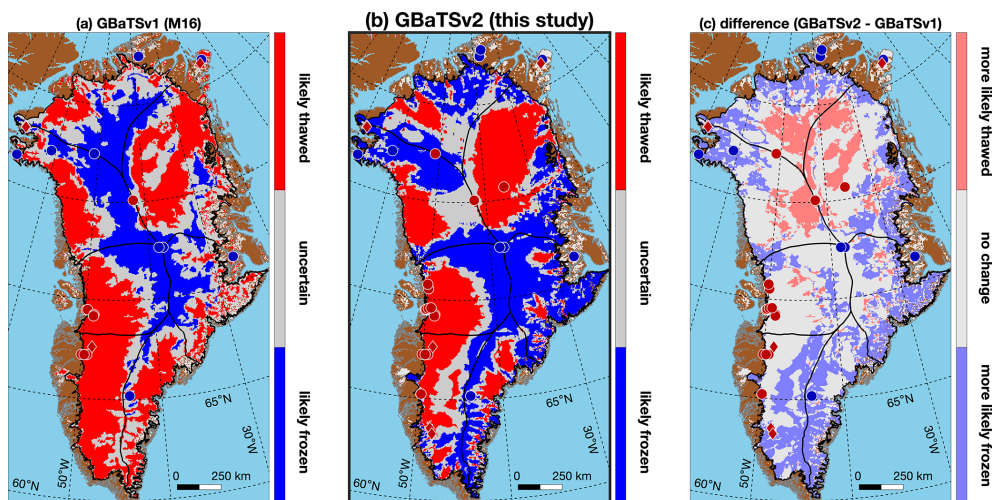 (a) GBaTSv1 (M16)
likely thawed
uncertain
likely frozen
65°N
30°W
50°W
60°N
0 250 km
(b) GBaTSv2 (this study)
likely thawed
uncertain
likely frozen
65°N
30°W
50°W
60°N
0 250 km
(c) difference (GBaTSv2 - GBaTSv1)
more likely thawed
no change
more likely frozen
65°N
30°W
50°W
60°N
0 250 km